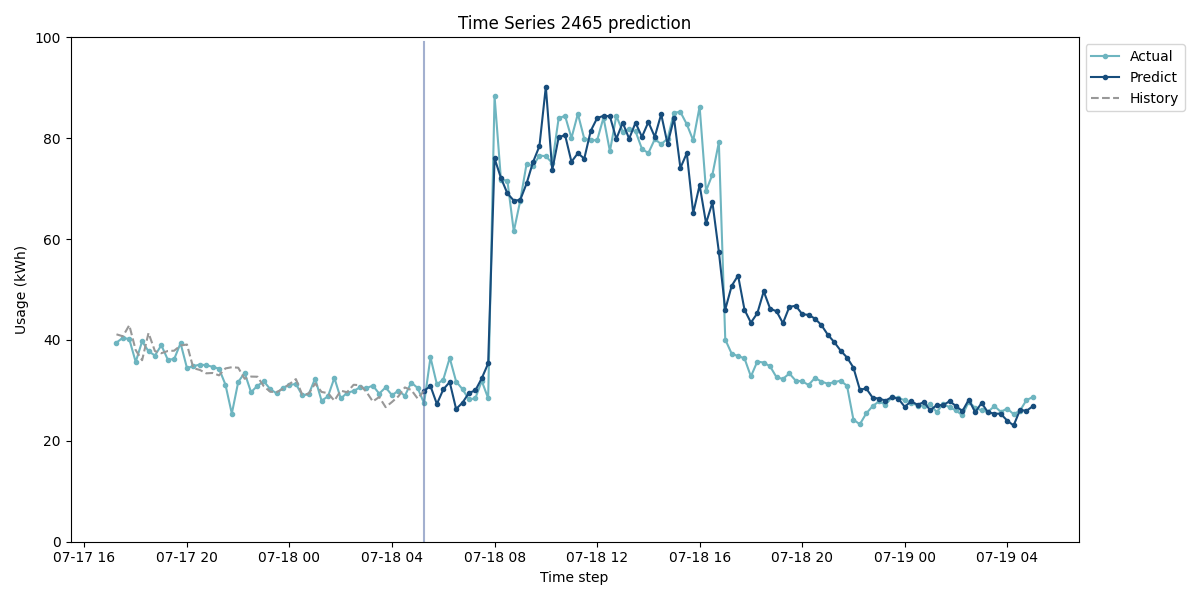 Time Series 2465 prediction
100
80
60
40
20
0
Usage (kWh)
07-17 16 07-17 20 07-18 00 07-18 04 07-18 08 07-18 12 07-18 16 07-18 20 07-19 00 07-19 04
Time step
Actual
Predict
History